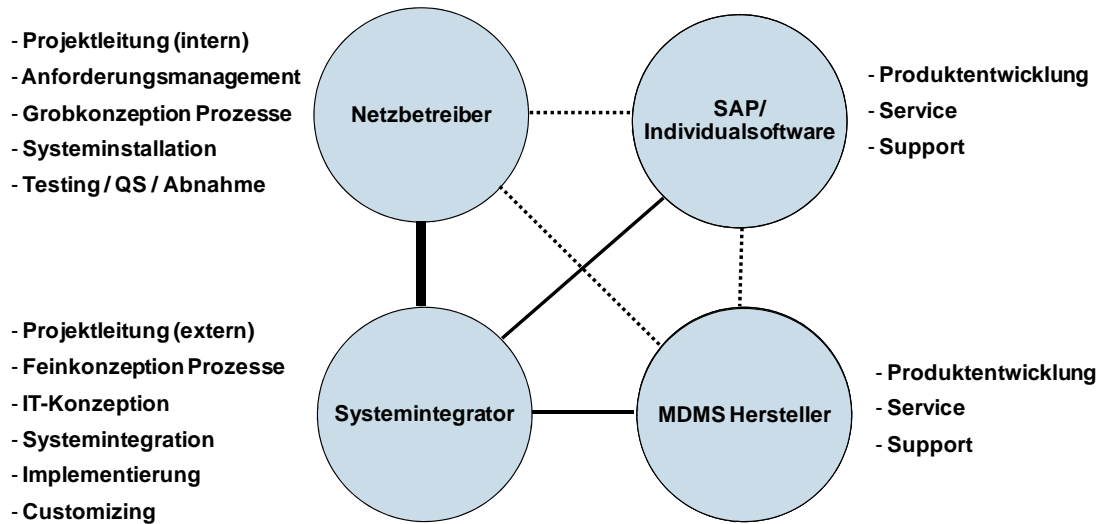 - Projektleitung (intern)
- Anforderungsmanagement
- Grobkonzeption Prozesse
- Systeminstallation
- Testing / QS / Abnahme
Netzbetreiber
SAP/
Individualsoftware
- Produktentwicklung
- Service
- Support
- Projektleitung (extern)
- Feinkonzeption Prozesse
- IT-Konzeption
- Systemintegration
- Implementierung
- Customizing
Systemintegrator
MDMS Hersteller
- Produktentwicklung
- Service
- Support